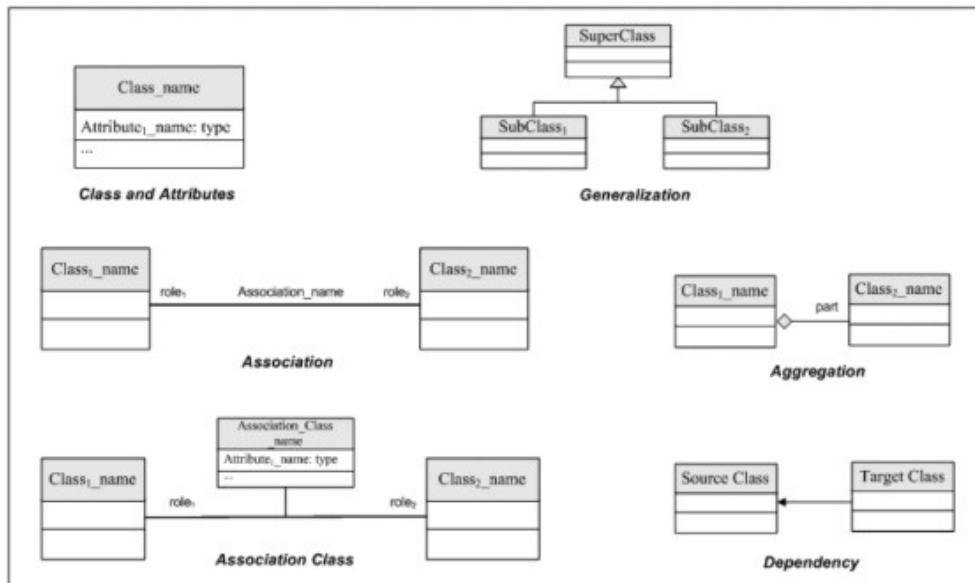 Class_name
Attribute₁_name: type
...
Class and Attributes
SuperClass
SubClass₁
SubClass₂
Generalization
Class₁_name
role₁
Association_name
role₂
Class₂_name
Association
Class₁_name
part
Class₂_name
Aggregation
Association_Class
_name
Attribute₁_name: type
...
Class₁_name
role₁
role₂
Class₂_name
Association Class
Source Class
Target Class
Dependency